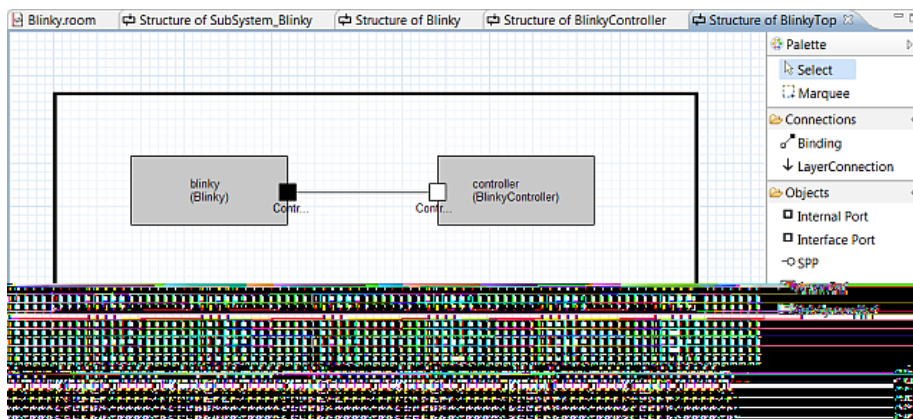 Blinky.room
Structure of SubSystem_Blinky
Structure of Blinky
Structure of BlinkyController
Structure of BlinkyTop
Palette
Select
Marquee
Connections
Binding
LayerConnection
Objects
Internal Port
Interface Port
SPP
blinky
(Blinky)
Contr...
controller
(BlinkyController)
Contr...